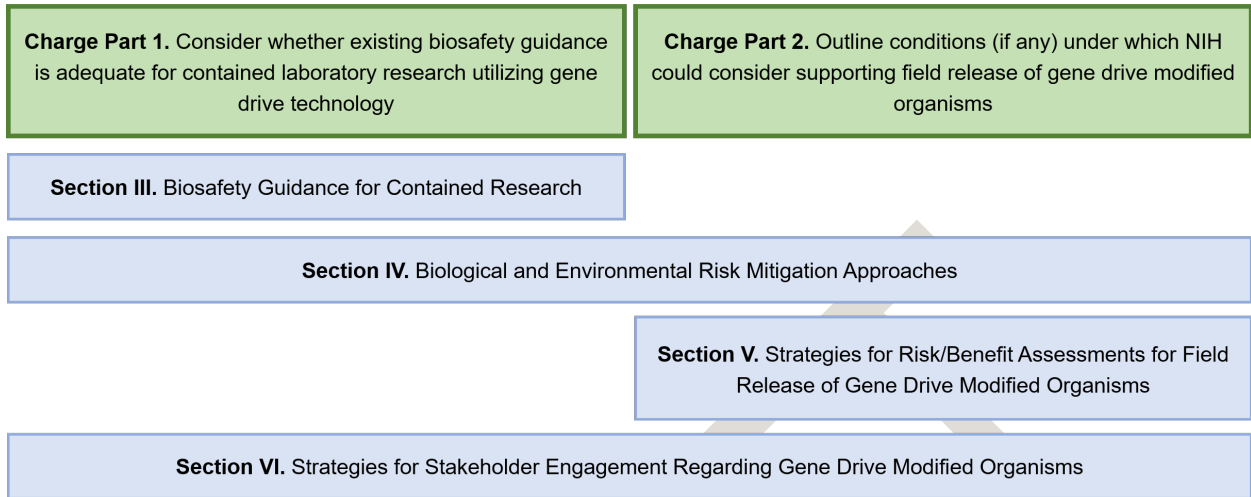 Charge Part 1. Consider whether existing biosafety guidance
is adequate for contained laboratory research utilizing gene
drive technology
Charge Part 2. Outline conditions (if any) under which NIH
could consider supporting field release of gene drive modified
organisms
Section III. Biosafety Guidance for Contained Research
Section IV. Biological and Environmental Risk Mitigation Approaches
Section V. Strategies for Risk/Benefit Assessments for Field
Release of Gene Drive Modified Organisms
Section VI. Strategies for Stakeholder Engagement Regarding Gene Drive Modified Organisms